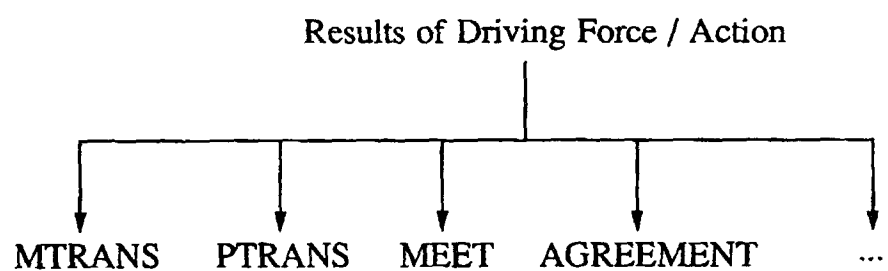 Results of Driving Force / Action
MTRANS PTRANS MEET AGREEMENT ...